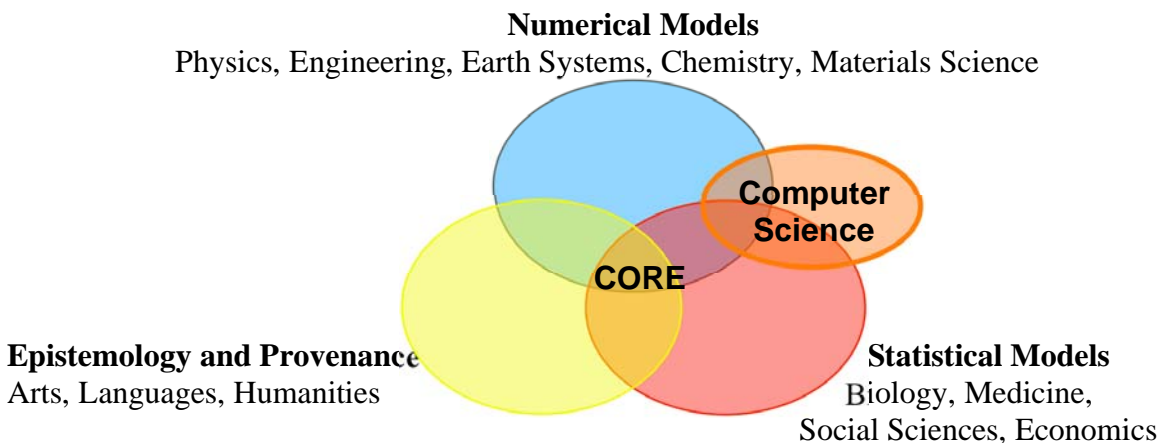 Numerical Models
Physics, Engineering, Earth Systems, Chemistry, Materials Science
Computer
Science
CORE
Epistemology and Provenance
Arts, Languages, Humanities
Statistical Models
Biology, Medicine,
Social Sciences, Economics